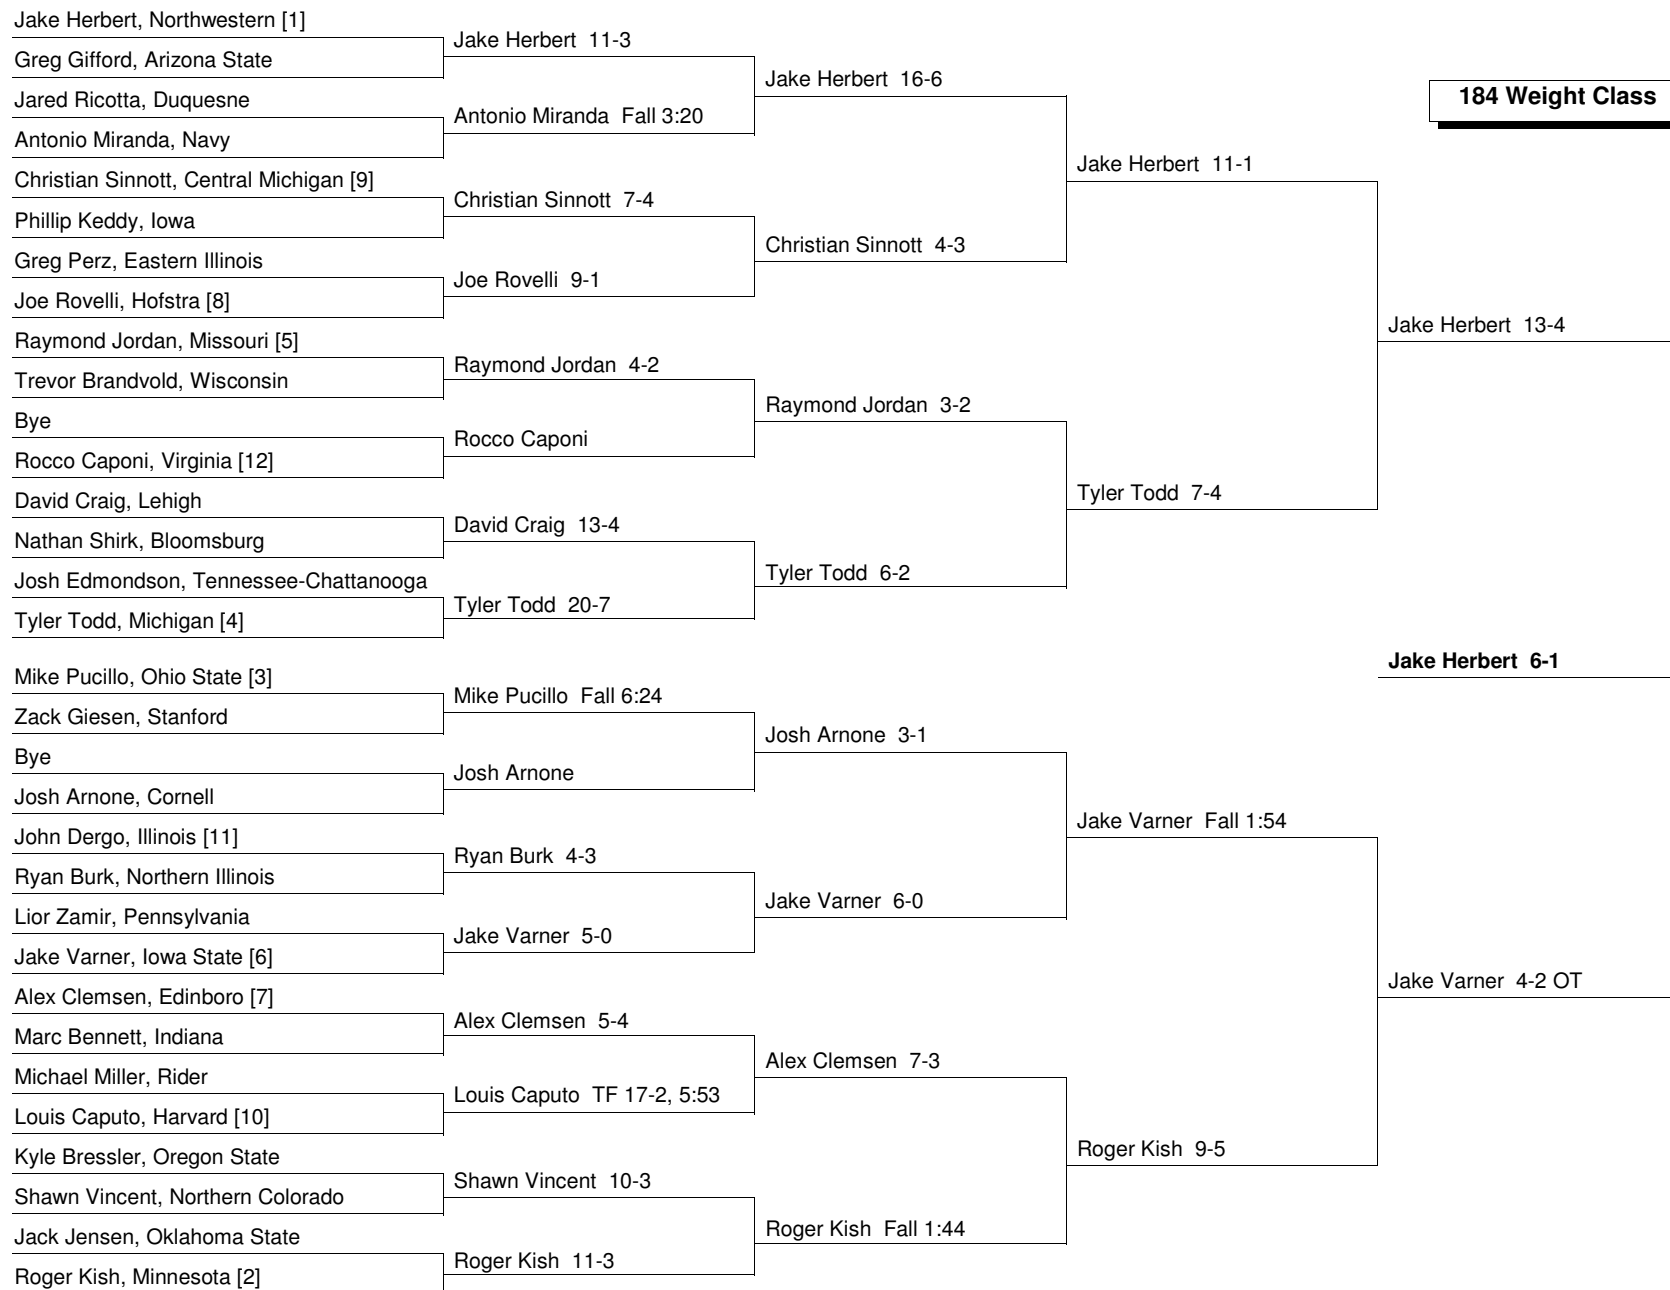 184 Weight Class
Jake Herbert, Northwestern [1]
Greg Gifford, Arizona State
Jared Ricotta, Duquesne
Antonio Miranda, Navy
Christian Sinnott, Central Michigan [9]
Phillip Keddy, Iowa
Greg Perz, Eastern Illinois
Joe Rovelli, Hofstra [8]
Raymond Jordan, Missouri [5]
Trevor Brandvold, Wisconsin
Bye
Rocco Caponi, Virginia [12]
David Craig, Lehigh
Nathan Shirk, Bloomsburg
Josh Edmondson, Tennessee-Chattanooga
Tyler Todd, Michigan [4]
Mike Pucillo, Ohio State [3]
Zack Giesen, Stanford
Bye
Josh Arnone, Cornell
John Dergo, Illinois [11]
Ryan Burk, Northern Illinois
Lior Zamir, Pennsylvania
Jake Varner, Iowa State [6]
Alex Clemsen, Edinboro [7]
Marc Bennett, Indiana
Michael Miller, Rider
Louis Caputo, Harvard [10]
Kyle Bressler, Oregon State
Shawn Vincent, Northern Colorado
Jack Jensen, Oklahoma State
Roger Kish, Minnesota [2]
Jake Herbert 11-3
Antonio Miranda Fall 3:20
Christian Sinnott 7-4
Joe Rovelli 9-1
Raymond Jordan 4-2
Rocco Caponi
David Craig 13-4
Tyler Todd 20-7
Mike Pucillo Fall 6:24
Josh Arnone
Ryan Burk 4-3
Jake Varner 5-0
Alex Clemsen 5-4
Louis Caputo TF 17-2, 5:53
Shawn Vincent 10-3
Roger Kish 11-3
Jake Herbert 16-6
Christian Sinnott 4-3
Raymond Jordan 3-2
Tyler Todd 6-2
Josh Arnone 3-1
Jake Varner 6-0
Alex Clemsen 7-3
Roger Kish Fall 1:44
Jake Herbert 11-1
Tyler Todd 7-4
Jake Varner Fall 1:54
Roger Kish 9-5
Jake Herbert 13-4
Jake Herbert 6-1
Jake Varner 4-2 OT